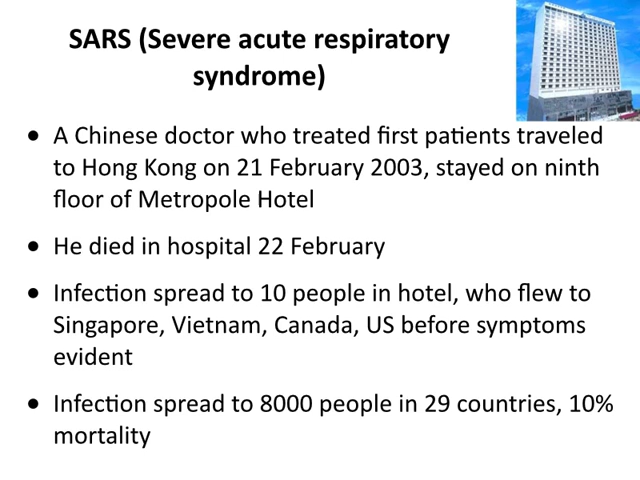 SARS (Severe acute respiratory
syndrome)
• A Chinese doctor who treated first patients traveled
to Hong Kong on 21 February 2003, stayed on ninth
floor of Metropole Hotel
• He died in hospital 22 February
• Infection spread to 10 people in hotel, who flew to
Singapore, Vietnam, Canada, US before symptoms
evident
• Infection spread to 8000 people in 29 countries, 10%
mortality